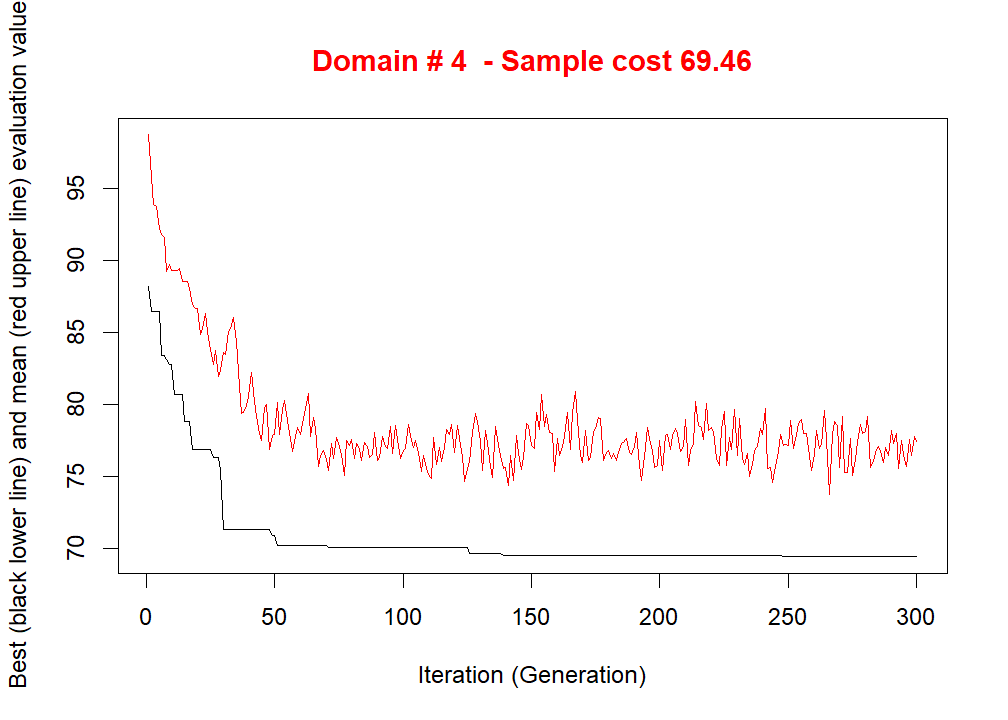 Domain # 4  - Sample cost 69.46
Best (black lower line) and mean (red upper line) evaluation value
95
90
85
80
75
70
0 50 100 150 200 250 300
Iteration (Generation)